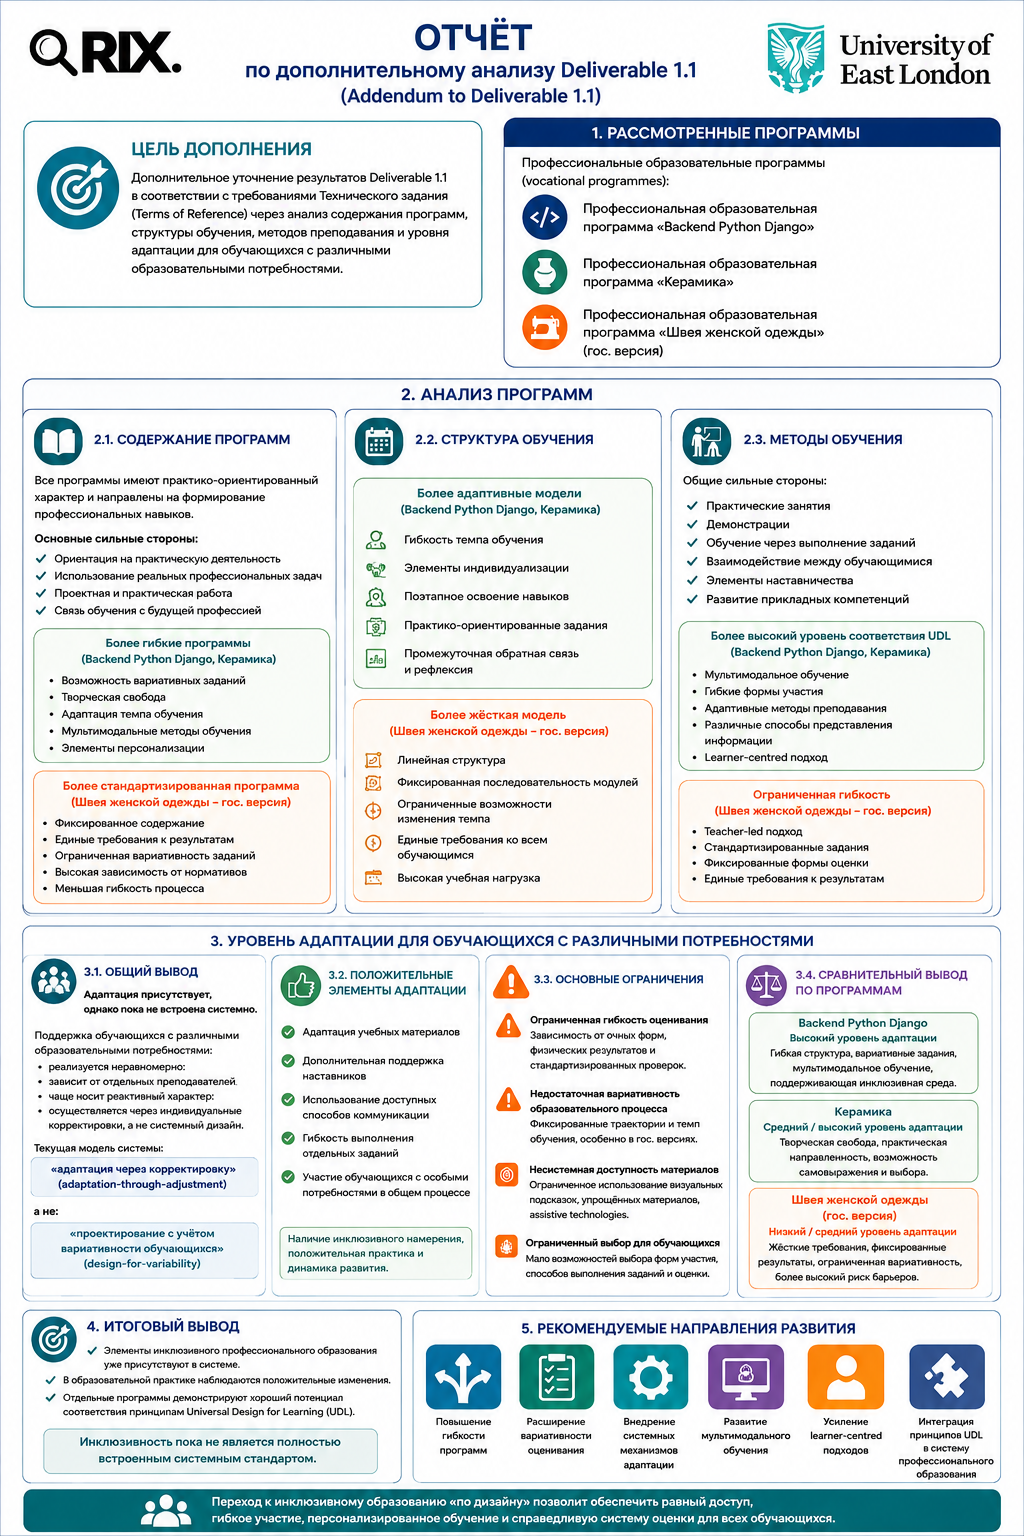 RIX.
ОТЧЁТ
по дополнительному анализу Deliverable 1.1
(Addendum to Deliverable 1.1)
University of
East London
ЦЕЛЬ ДОПОЛНЕНИЯ
Дополнительное уточнение результатов Deliverable 1.1
в соответствии с требованиями Технического задания
(Terms of Reference) через анализ содержания программ,
структуры обучения, методов преподавания и уровня
адаптации для обучающихся с различными
образовательными потребностями.
1. РАССМОТРЕННЫЕ ПРОГРАММЫ
Профессиональные образовательные программы
(vocational programmes):
Профессиональная образовательная
программа «Backend Python Django»
Профессиональная образовательная
программа «Керамика»
Профессиональная образовательная
программа «Швея женской одежды»
(гос. версия)
2. АНАЛИЗ ПРОГРАММ
2.1. СОДЕРЖАНИЕ ПРОГРАММ
Все программы имеют практико-ориентированный
характер и направлены на формирование
профессиональных навыков.
Основные сильные стороны:
Ориентация на практическую деятельность
Использование реальных профессиональных задач
Проектная и практическая работа
Связь обучения с будущей профессией
Более гибкие программы
(Backend Python Django, Керамика)
• Возможность вариативных заданий
• Творческая свобода
• Адаптация темпа обучения
• Мультимодальные методы обучения
• Элементы персонализации
Более стандартизированная программа
(Швея женской одежды – гос. версия)
• Фиксированное содержание
• Единые требования к результатам
• Ограниченная вариативность заданий
• Высокая зависимость от нормативов
• Меньшая гибкость процесса
2.2. СТРУКТУРА ОБУЧЕНИЯ
Более адаптивные модели
(Backend Python Django, Керамика)
Гибкость темпа обучения
Элементы индивидуализации
Поэтапное освоение навыков
Практико-ориентированные задания
Промежуточная обратная связь
и рефлексия
Более жёсткая модель
(Швея женской одежды – гос. версия)
Линейная структура
Фиксированная последовательность модулей
Ограниченные возможности
изменения темпа
Единые требования ко всем
обучающимся
Высокая учебная нагрузка
2.3. МЕТОДЫ ОБУЧЕНИЯ
Общие сильные стороны:
Практические занятия
Демонстрации
Обучение через выполнение заданий
Взаимодействие между обучающимися
Элементы наставничества
Развитие прикладных компетенций
Более высокий уровень соответствия UDL
(Backend Python Django, Керамика)
• Мультимодальное обучение
• Гибкие формы участия
• Адаптивные методы преподавания
• Различные способы представления
информации
• Learner-centred подход
Ограниченная гибкость
(Швея женской одежды – гос. версия)
• Teacher-led подход
• Стандартизированные задания
• Фиксированные формы оценки
• Единые требования к результатам
3. УРОВЕНЬ АДАПТАЦИИ ДЛЯ ОБУЧАЮЩИХСЯ С РАЗЛИЧНЫМИ ПОТРЕБНОСТЯМИ
3.1. ОБЩИЙ ВЫВОД
Адаптация присутствует,
однако пока не встроена системно.
Поддержка обучающихся с различными
образовательными потребностями:
• реализуется неравномерно:
• зависит от отдельных преподавателей.
• чаще носит реактивный характер:
• осуществляется через индивидуальные
корректировки, а не системный дизайн.
Текущая модель системы:
«адаптация через корректировку»
(adaptation-through-adjustment)
а не:
«проектирование с учётом
вариативности обучающихся»
(design-for-variability)
3.2. ПОЛОЖИТЕЛЬНЫЕ
ЭЛЕМЕНТЫ АДАПТАЦИИ
Адаптация учебных материалов
Дополнительная поддержка
наставников
Использование доступных
способов коммуникации
Гибкость выполнения
отдельных заданий
Участие обучающихся с особыми
потребностями в общем процессе
Наличие инклюзивного намерения,
положительная практика и
динамика развития.
3.3. ОСНОВНЫЕ ОГРАНИЧЕНИЯ
Ограниченная гибкость оценивания
Зависимость от очных форм,
физических результатов и
стандартизированных проверок.
Недостаточная вариативность
образовательного процесса
Фиксированные траектории и темп
обучения, особенно в гос. версиях.
Несистемная доступность материалов
Ограниченное использование визуальных
подсказок, упрощённых материалов,
assistive technologies.
Ограниченный выбор для обучающихся
Мало возможностей выбора форм участия,
способов выполнения заданий и оценки.
3.4. СРАВНИТЕЛЬНЫЙ ВЫВОД
ПО ПРОГРАММАМ
Backend Python Django
Высокий уровень адаптации
Гибкая структура, вариативные задания,
мультимодальное обучение,
поддерживающая инклюзивная среда.
Керамика
Средний / высокий уровень адаптации
Творческая свобода, практическая
направленность, возможность
самовыражения и выбора.
Швея женской одежды
(гос. версия)
Низкий / средний уровень адаптации
Жёсткие требования, фиксированные
результаты, ограниченная вариативность,
более высокий риск барьеров.
4. ИТОГОВЫЙ ВЫВОД
Элементы инклюзивного профессионального образования
уже присутствуют в системе.
В образовательной практике наблюдаются положительные изменения.
Отдельные программы демонстрируют хороший потенциал
соответствия принципам Universal Design for Learning (UDL).
Инклюзивность пока не является полностью
встроенным системным стандартом.
5. РЕКОМЕНДУЕМЫЕ НАПРАВЛЕНИЯ РАЗВИТИЯ
Повышение
гибкости
программ
Расширение
вариативности
оценивания
Внедрение
системных
механизмов
адаптации
Развитие
мультимодального
обучения
Усиление
learner-centred
подходов
Интеграция
принципов UDL
в систему
профессионального
образования
Переход к инклюзивному образованию «по дизайну» позволит обеспечить равный доступ,
гибкое участие, персонализированное обучение и справедливую систему оценки для всех обучающихся.